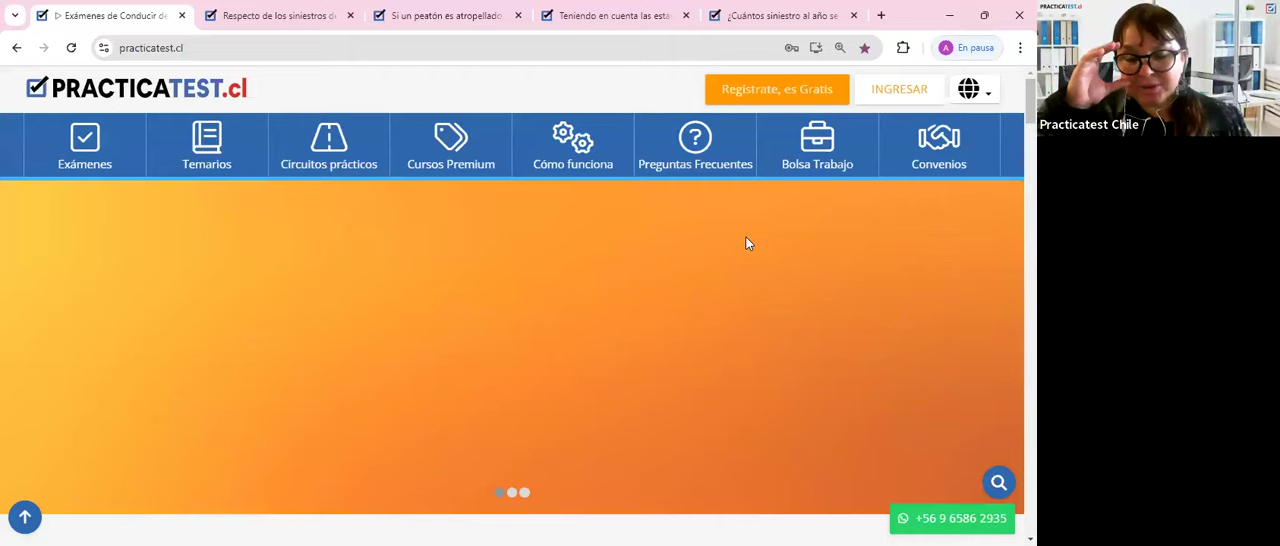 Exámenes de Conducir de
Respecto de los siniestros d
Si un peatón es atropellado
Teniendo en cuenta las esta
¿Cuántos siniestro al año se
practicatest.cl
A En pausa
PRACTICATEST.cl
Regístrate, es Gratis
INGRESAR
Exámenes
Temarios
Circuitos prácticos
Cursos Premium
Cómo funciona
Preguntas Frecuentes
Bolsa Trabajo
Convenios
+56 9 6586 2935
PRACTICATEST.cl
Practicatest Chile